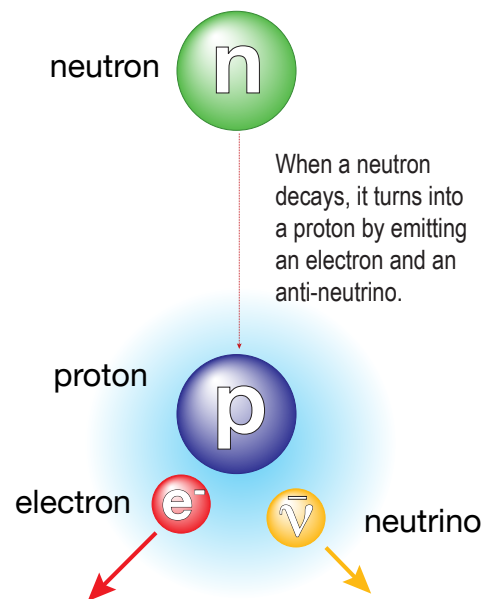 neutron
n
When a neutron
decays, it turns into
a proton by emitting
an electron and an
anti-neutrino.
proton
p
electron
e⁻
ν̅
neutrino